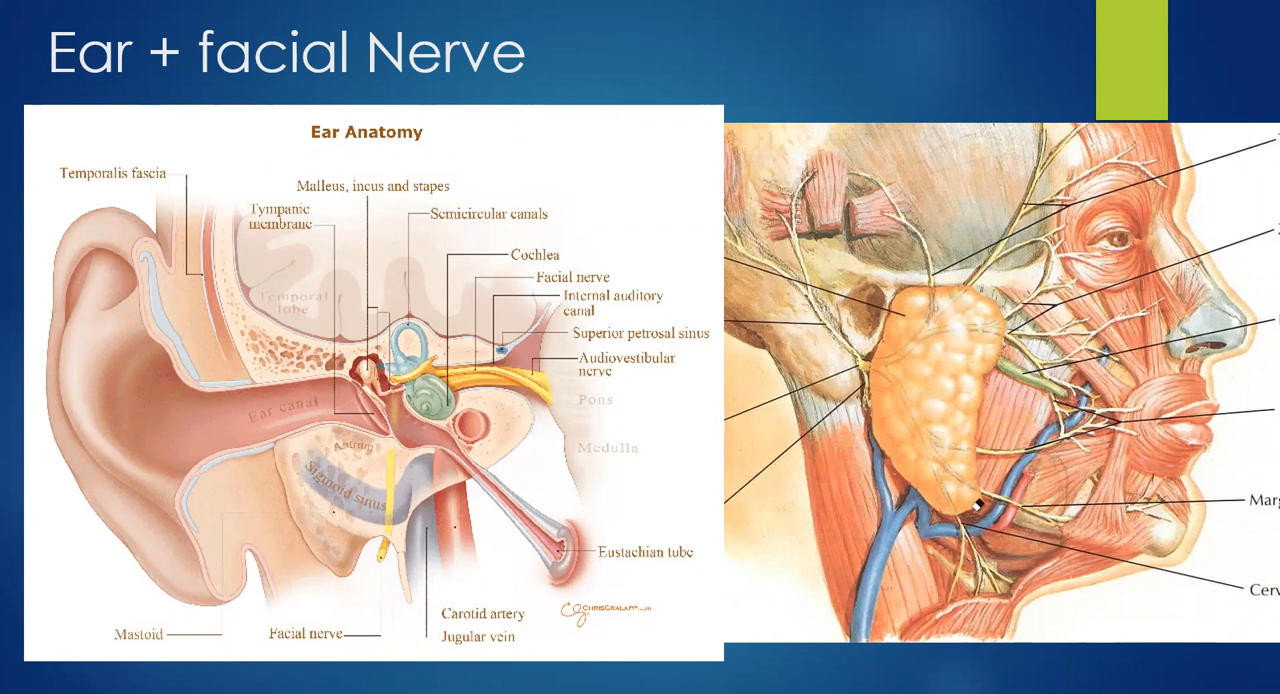 Ear + facial Nerve
Ear Anatomy
Temporalis fascia
Malleus, incus and stapes
Tympanic
membrane
Semicircular canals
Cochlea
Facial nerve
Internal auditory
canal
Temporal
lobe
Superior petrosal sinus
Audiovestibular
nerve
Pons
Ear canal
Antrum
Medulla
Sigmoid sinus
Eustachian tube
Carotid artery
Mastoid
Facial nerve
Jugular vein
CHRISGRALAPP.com
Marg
Cerv